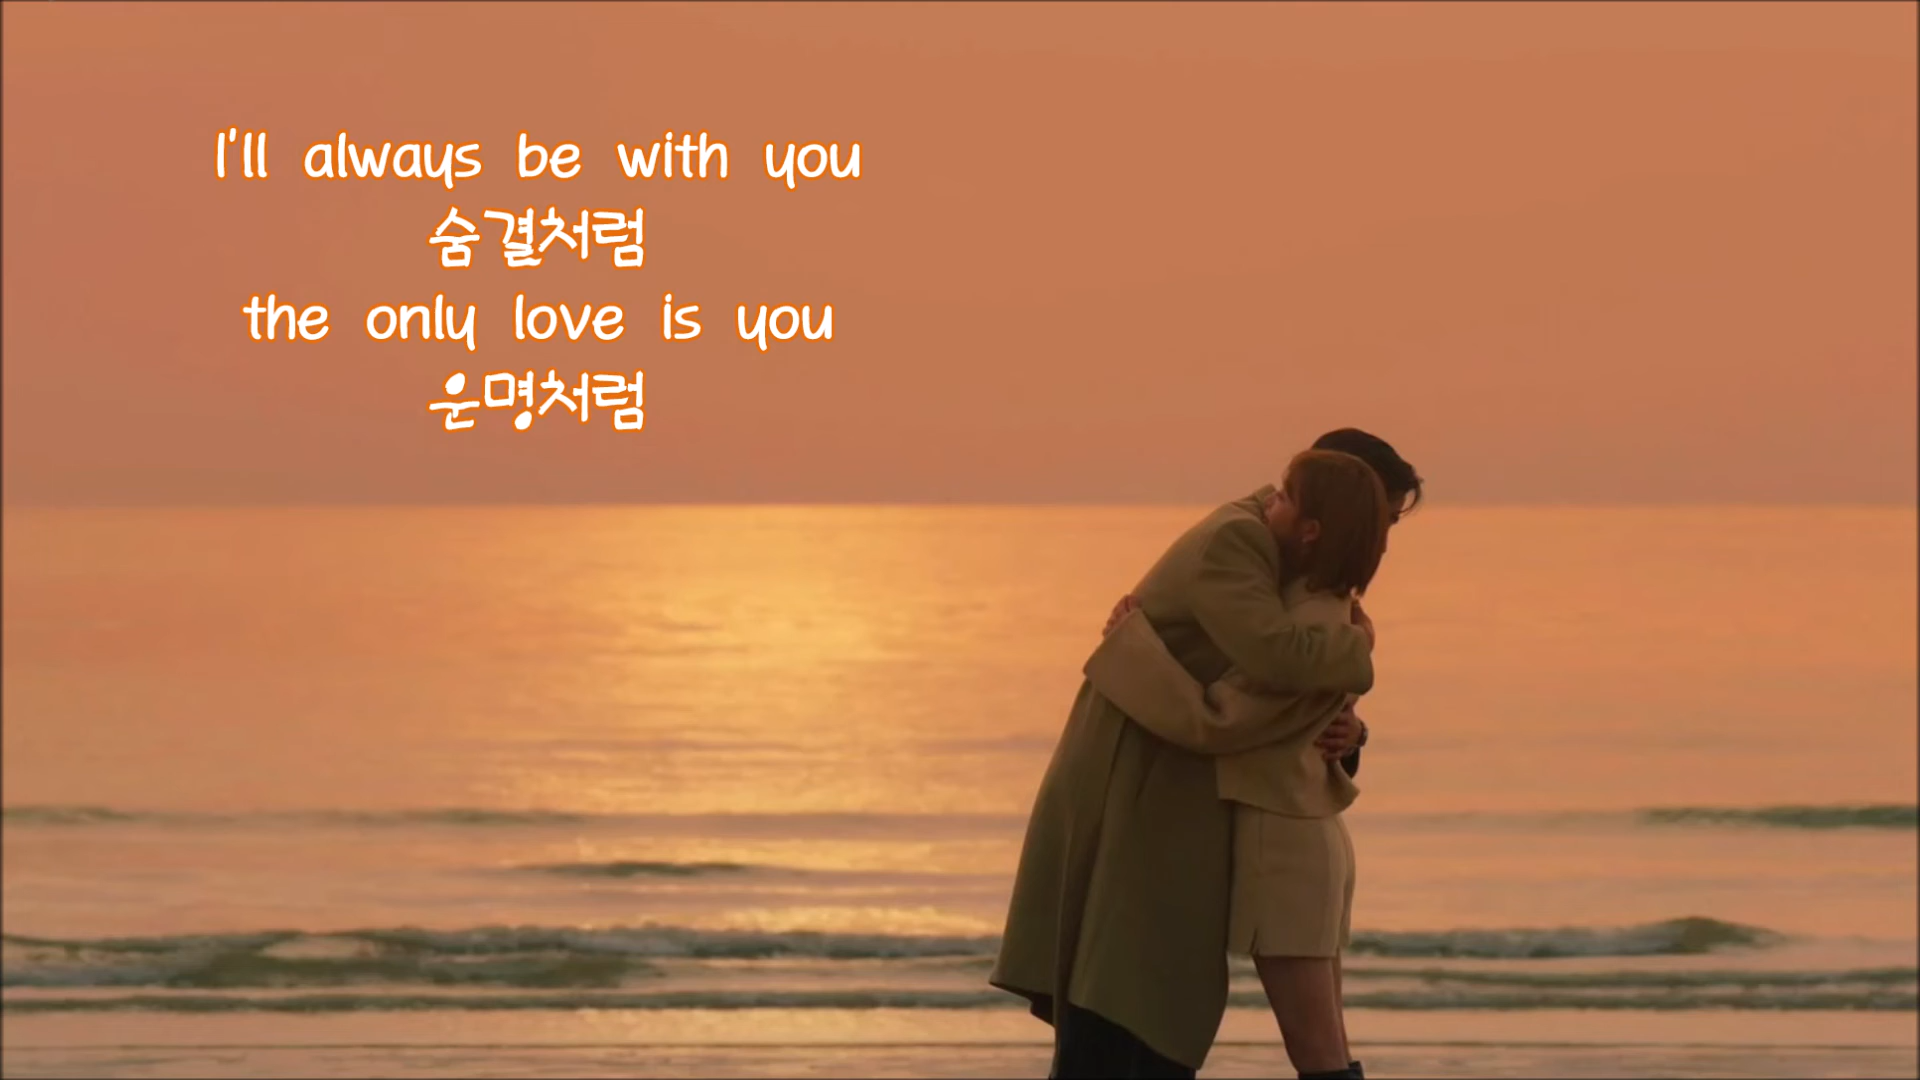 I'll always be with you
숨결처럼
the only love is you
운명처럼